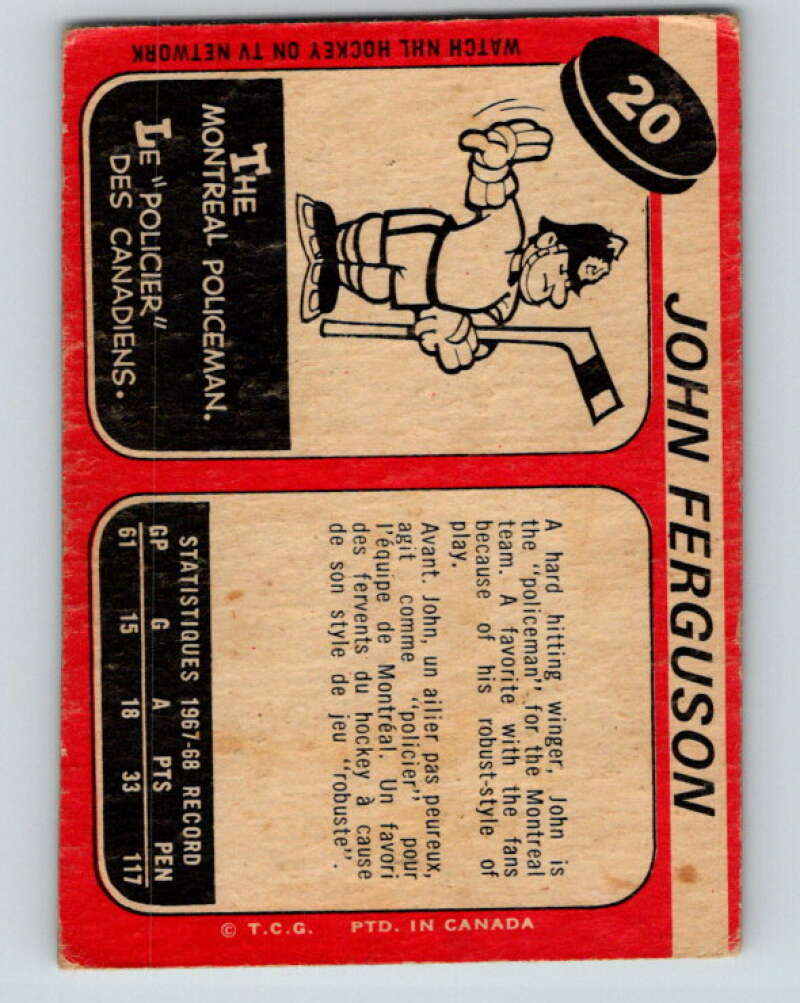 20
JOHN FERGUSON
WATCH NHL HOCKEY ON TV NETWORK
THE
MONTREAL POLICEMAN.
LE "POLICIER"
DES CANADIENS.
A hard hitting winger, John is
the "policeman" for the Montreal
team. A favorite with the fans
because of his robust-style of
play.
Avant. John, un ailier pas peureux,
agit comme "policier" pour
l'équipe de Montréal. Un favori
des fervents du hockey à cause
de son style de jeu "robuste".
STATISTIQUES 1967-68 RECORD
GP G A PTS PEN
61 15 18 33 117
© T.C.G. PTD. IN CANADA